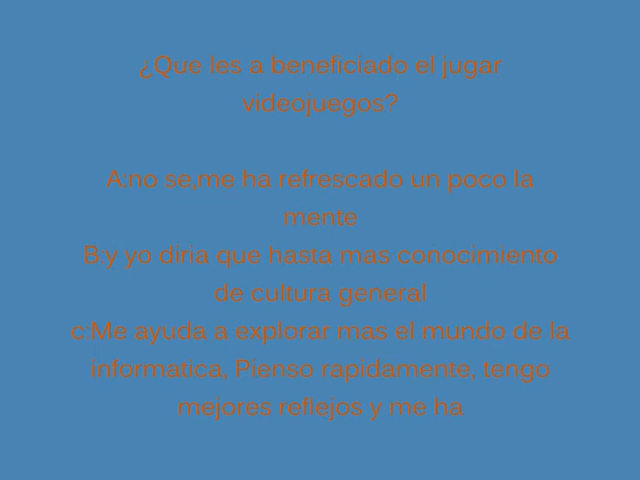 ¿Que les a beneficiado el jugar
videojuegos?
A:no se,me ha refrescado un poco la
mente
B:y yo diria que hasta mas conocimiento
de cultura general
c:Me ayuda a explorar mas el mundo de la
informatica, Pienso rapidamente, tengo
mejores reflejos y me ha